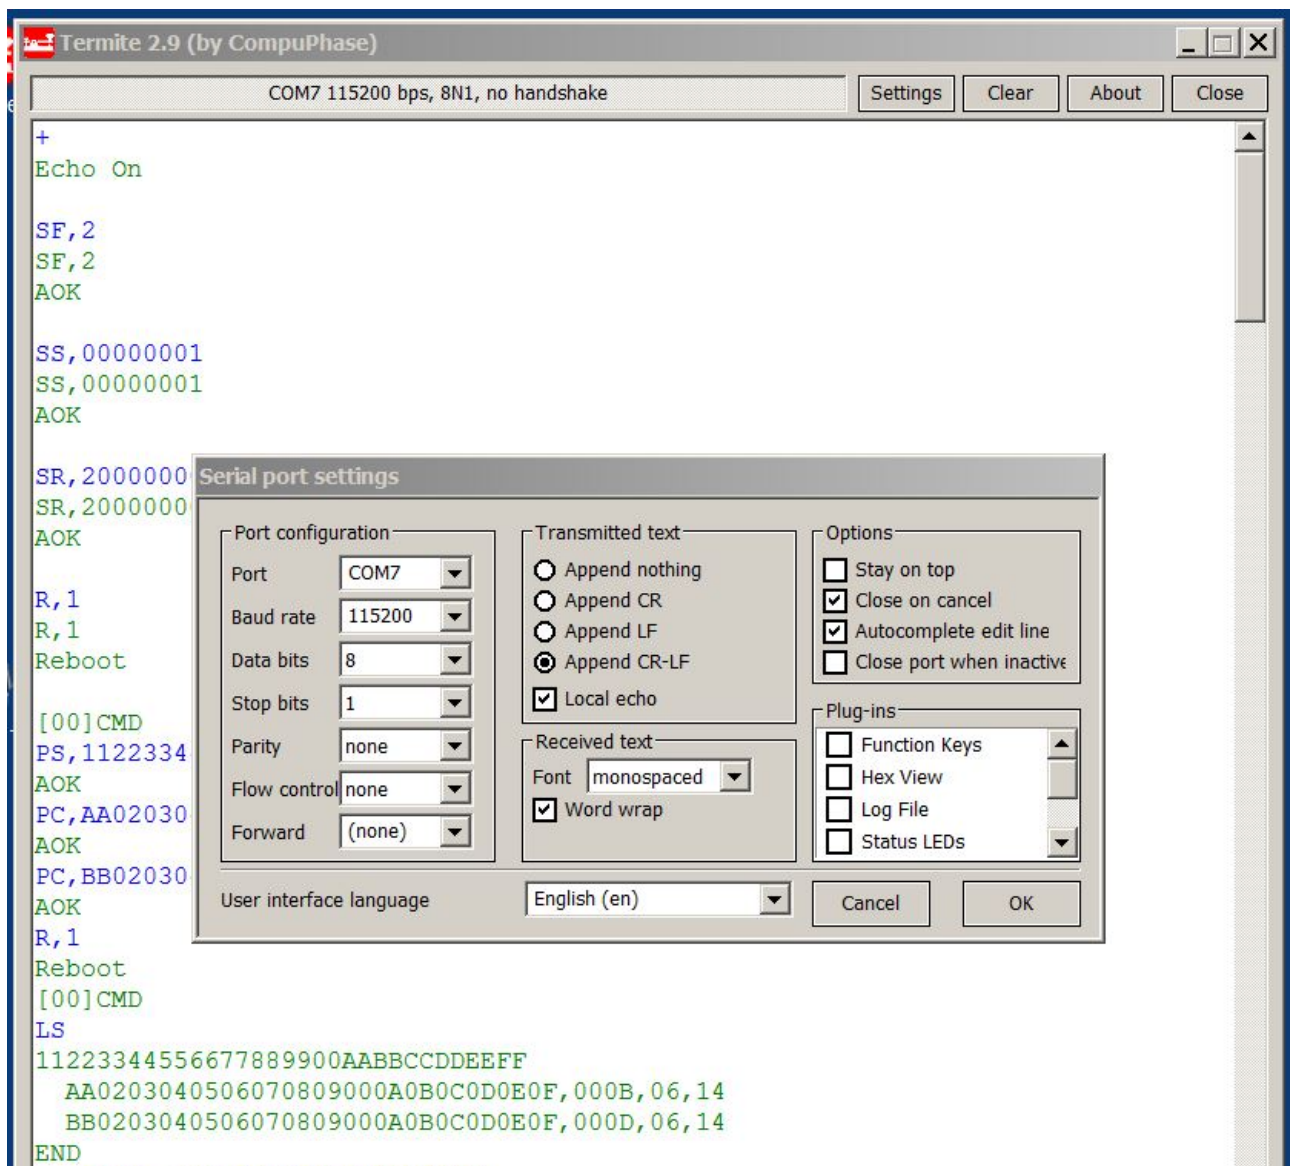 Termite 2.9 (by CompuPhase)
COM7 115200 bps, 8N1, no handshake
Settings
Clear
About
Close
+
Echo On
SF,2
SF,2
AOK
SS,00000001
SS,00000001
AOK
SR,2000000
SR,2000000
AOK
R,1
R,1
Reboot
[00]CMD
PS,1122334
AOK
PC,AA02030
AOK
PC,BB02030
AOK
R,1
Reboot
[00]CMD
LS
11223344556677889900AABBCCDDEEFF
AA0203040506070809000A0B0C0D0E0F,000B,06,14
BB0203040506070809000A0B0C0D0E0F,000D,06,14
END
Serial port settings
Port configuration
Port COM7
Baud rate 115200
Data bits 8
Stop bits 1
Parity none
Flow control none
Forward (none)
Transmitted text
Append nothing
Append CR
Append LF
Append CR-LF
Local echo
Received text
Font monospaced
Word wrap
Options
Stay on top
Close on cancel
Autocomplete edit line
Close port when inactive
Plug-ins
Function Keys
Hex View
Log File
Status LEDs
User interface language English (en)
Cancel
OK